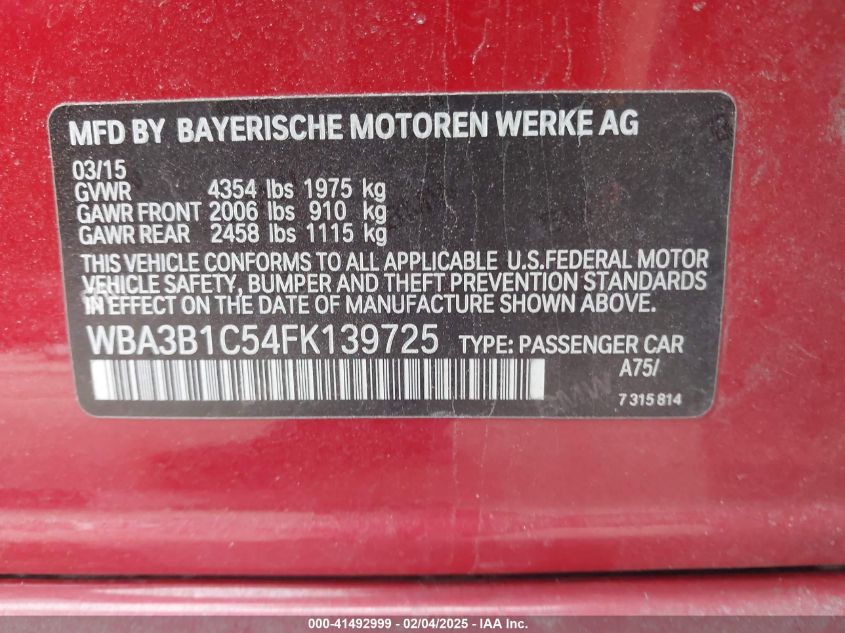 MFD BY BAYERISCHE MOTOREN WERKE AG
03/15
GVWR 4354 lbs 1975 kg
GAWR FRONT 2006 lbs 910 kg
GAWR REAR 2458 lbs 1115 kg
THIS VEHICLE CONFORMS TO ALL APPLICABLE U.S.FEDERAL MOTOR
VEHICLE SAFETY, BUMPER AND THEFT PREVENTION STANDARDS
IN EFFECT ON THE DATE OF MANUFACTURE SHOWN ABOVE.
WBA3B1C54FK139725 TYPE: PASSENGER CAR
A75/
BMW
7 315 814
000-41492999 - 02/04/2025 - IAA Inc.